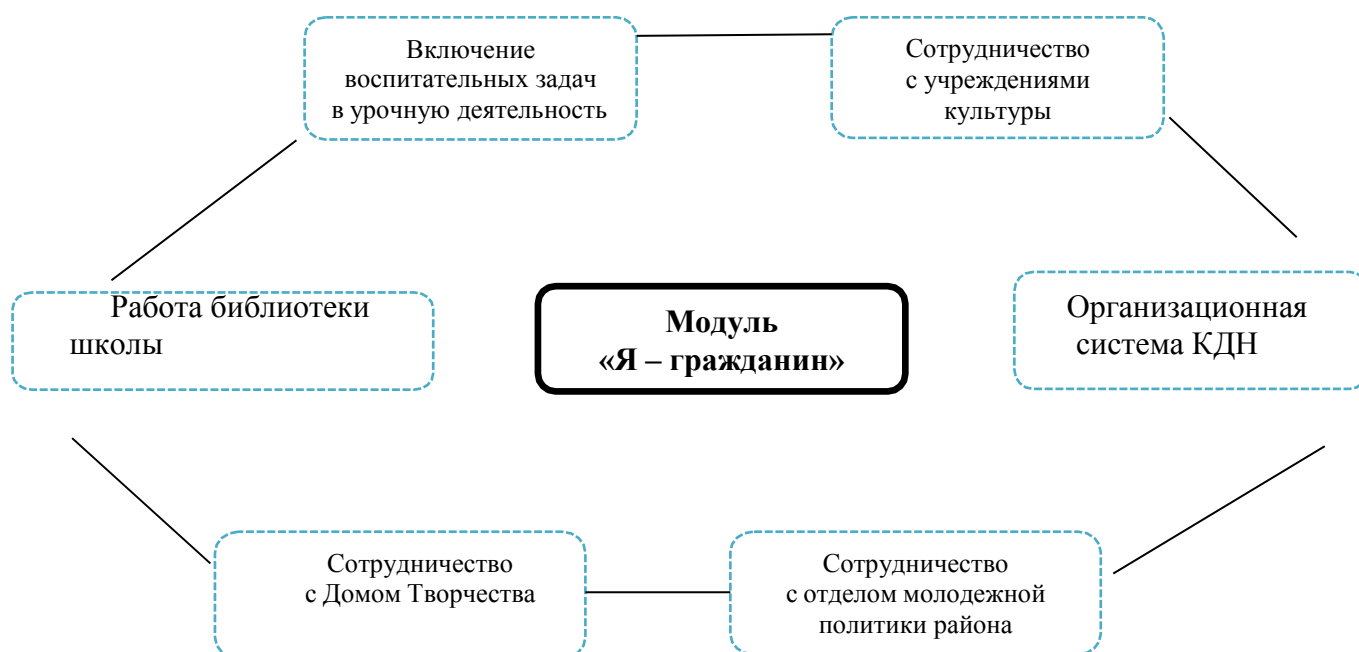 Включение
воспитательных задач
в урочную деятельность
Сотрудничество
с учреждениями
культуры
Работа библиотеки
школы
Модуль
«Я – гражданин»
Организационная
система КДН
Сотрудничество
с Домом Творчества
Сотрудничество
с отделом молодежной
политики района